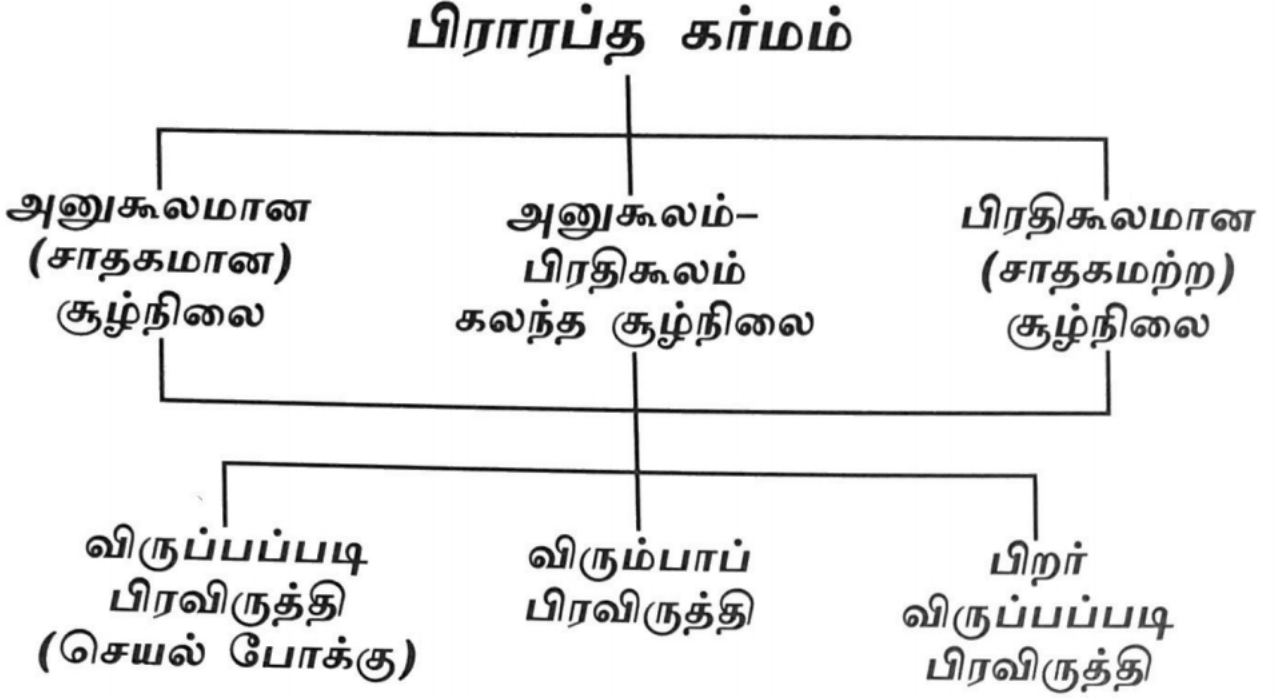 பிராரப்த கர்மம்
அனுகூலமான
(சாதகமான)
சூழ்நிலை
அனுகூலம்–
பிரதிகூலம்
கலந்த சூழ்நிலை
பிரதிகூலமான
(சாதகமற்ற)
சூழ்நிலை
விருப்பப்படி
பிரவிருத்தி
(செயல் போக்கு)
விரும்பாப்
பிரவிருத்தி
பிறர்
விருப்பப்படி
பிரவிருத்தி